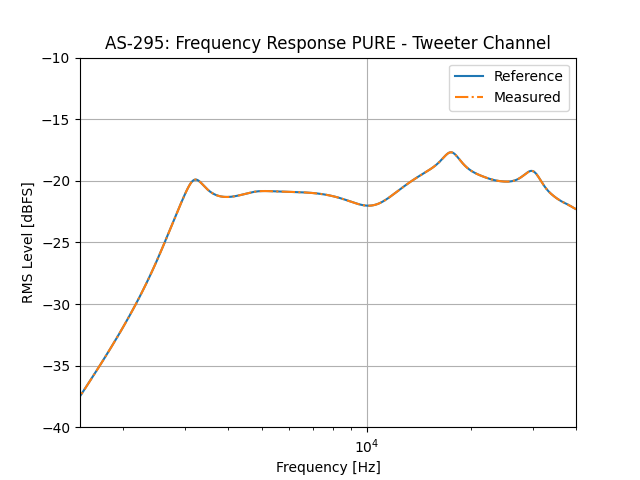 AS-295: Frequency Response PURE - Tweeter Channel
Reference
Measured
−10
−15
−20
−25
−30
−35
−40
RMS Level [dBFS]
10⁴
Frequency [Hz]